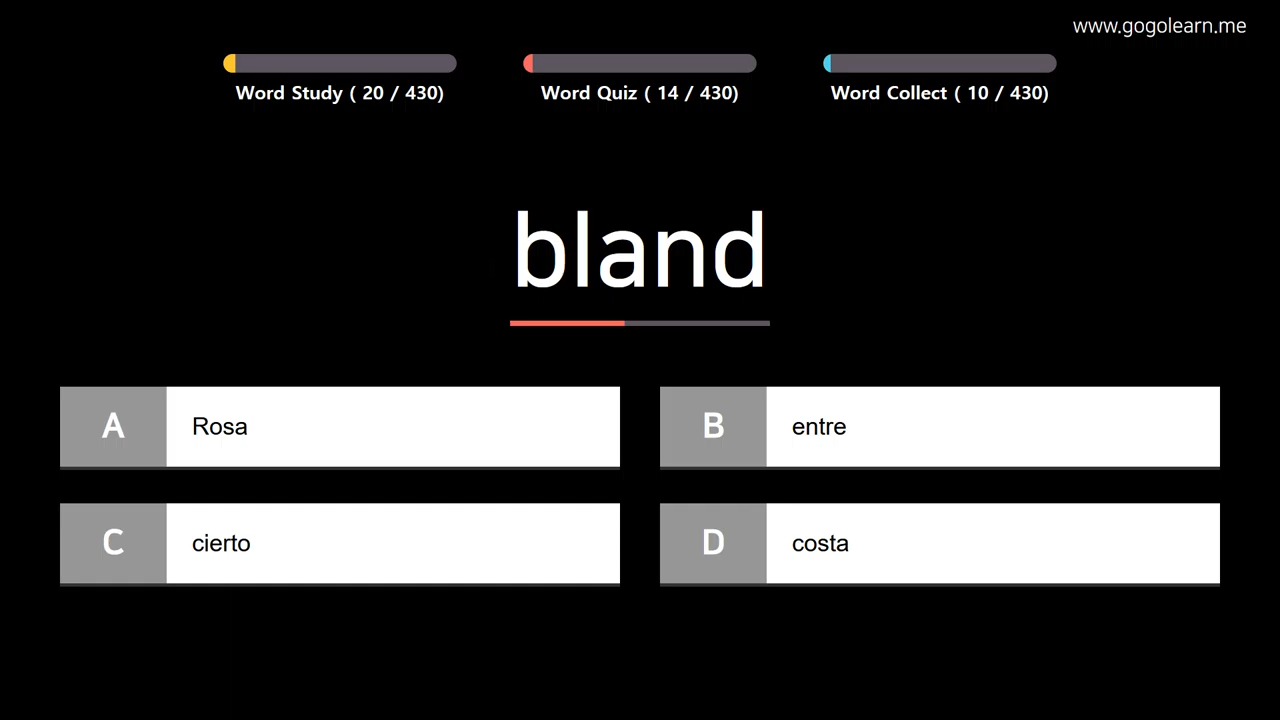 www.gogolearn.me
Word Study ( 20 / 430)
Word Quiz ( 14 / 430)
Word Collect ( 10 / 430)
bland
A Rosa
B entre
C cierto
D costa